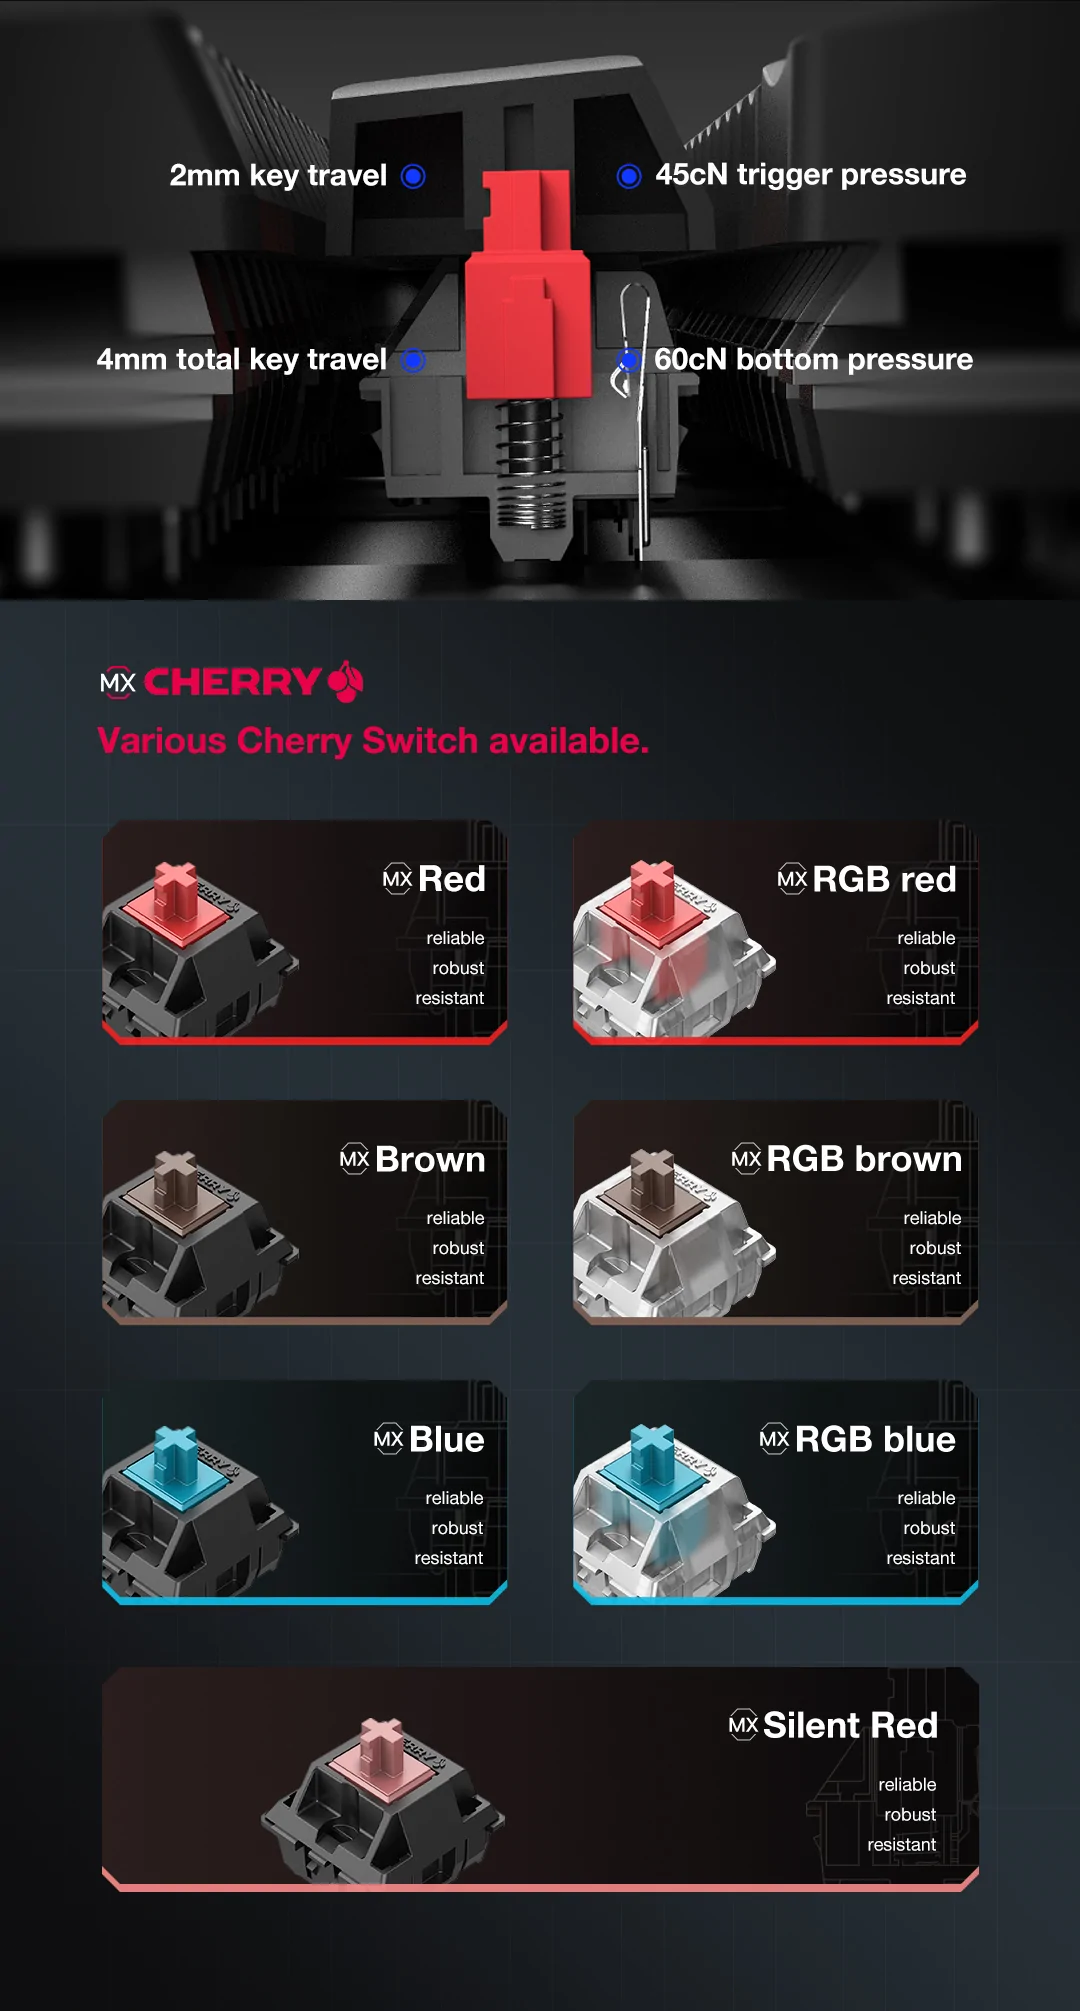 2mm key travel
45cN trigger pressure
4mm total key travel
60cN bottom pressure
MX CHERRY
Various Cherry Switch available.
MX Red
reliable
robust
resistant
MX RGB red
reliable
robust
resistant
MX Brown
reliable
robust
resistant
MX RGB brown
reliable
robust
resistant
MX Blue
reliable
robust
resistant
MX RGB blue
reliable
robust
resistant
MX Silent Red
reliable
robust
resistant